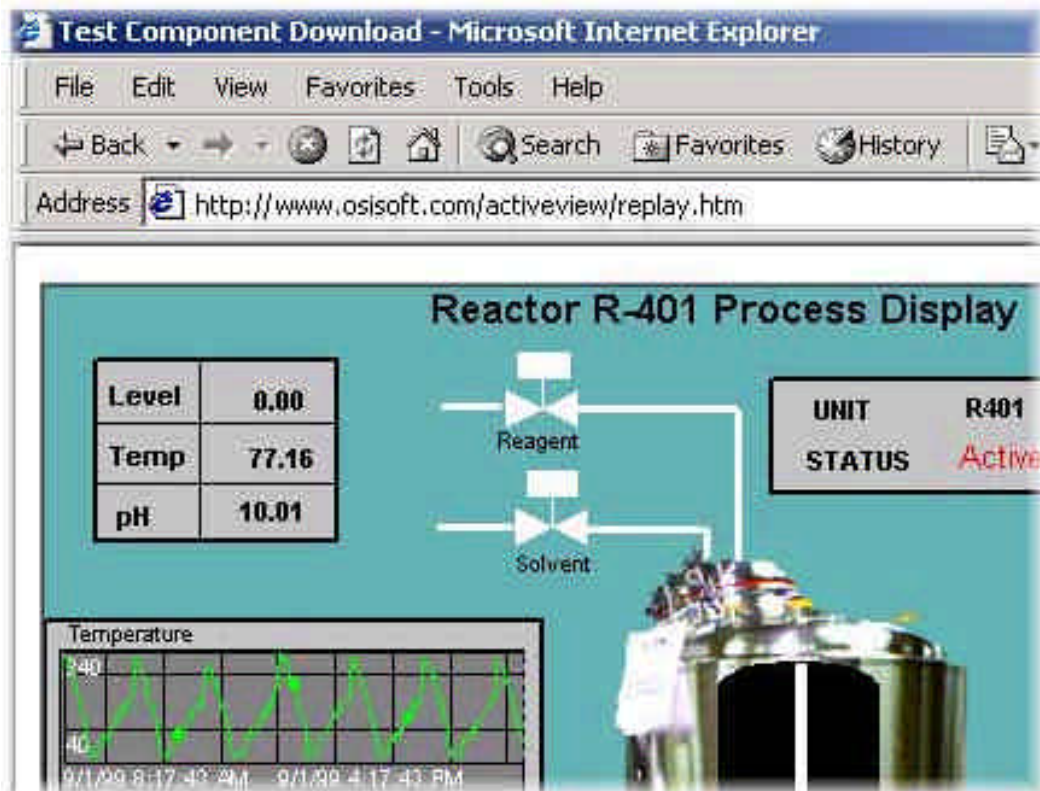 Test Component Download - Microsoft Internet Explorer
File Edit View Favorites Tools Help
Back Search Favorites History
Address http://www.osisoft.com/activeview/replay.htm
Reactor R-401 Process Display
Level 0.00
Temp 77.16
pH 10.01
Reagent
Solvent
UNIT R401
STATUS Active
Temperature
240
40
9/1/99 8:17:43 AM 9/1/99 4:17:43 PM